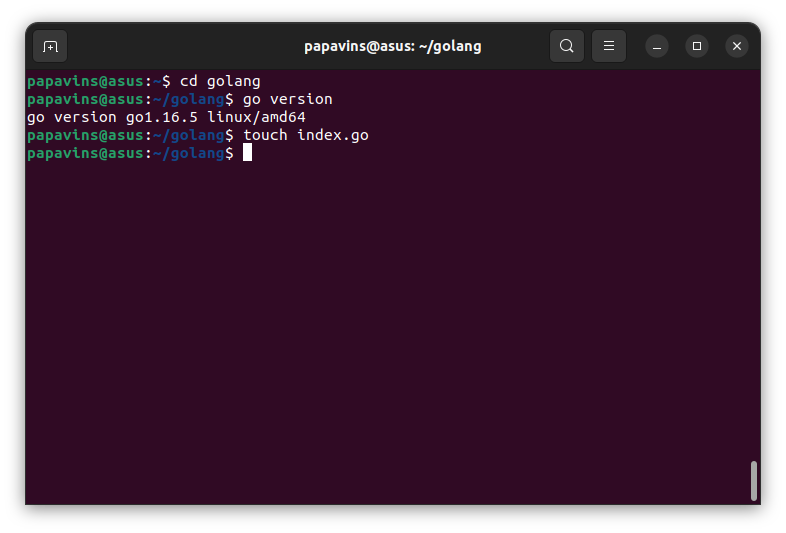 papavins@asus: ~/golang
papavins@asus:~$ cd golang
papavins@asus:~/golang$ go version
go version go1.16.5 linux/amd64
papavins@asus:~/golang$ touch index.go
papavins@asus:~/golang$